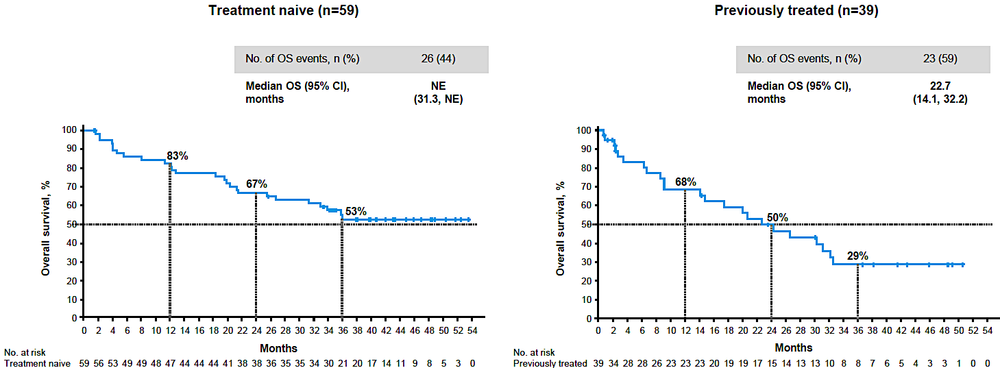 Treatment naive (n=59)
No. of OS events, n (%) 26 (44)
Median OS (95% CI), NE
months (31.3, NE)
100
90
80
70
60
50
40
30
20
10
0
Overall survival, %
83%
67%
53%
0 2 4 6 8 10 12 14 16 18 20 22 24 26 28 30 32 34 36 38 40 42 44 46 48 50 52 54
Months
No. at risk
Treatment naive 59 56 53 49 49 48 47 44 44 44 41 38 38 36 35 35 34 30 21 20 17 14 11 9 8 5 3 0
Previously treated (n=39)
No. of OS events, n (%) 23 (59)
Median OS (95% CI), 22.7
months (14.1, 32.2)
100
90
80
70
60
50
40
30
20
10
0
Overall survival, %
68%
50%
29%
0 2 4 6 8 10 12 14 16 18 20 22 24 26 28 30 32 34 36 38 40 42 44 46 48 50 52 54
Months
No. at risk
Previously treated 39 34 28 28 26 23 23 23 20 19 19 17 15 14 13 13 10 8 8 7 6 5 4 3 3 1 0 0